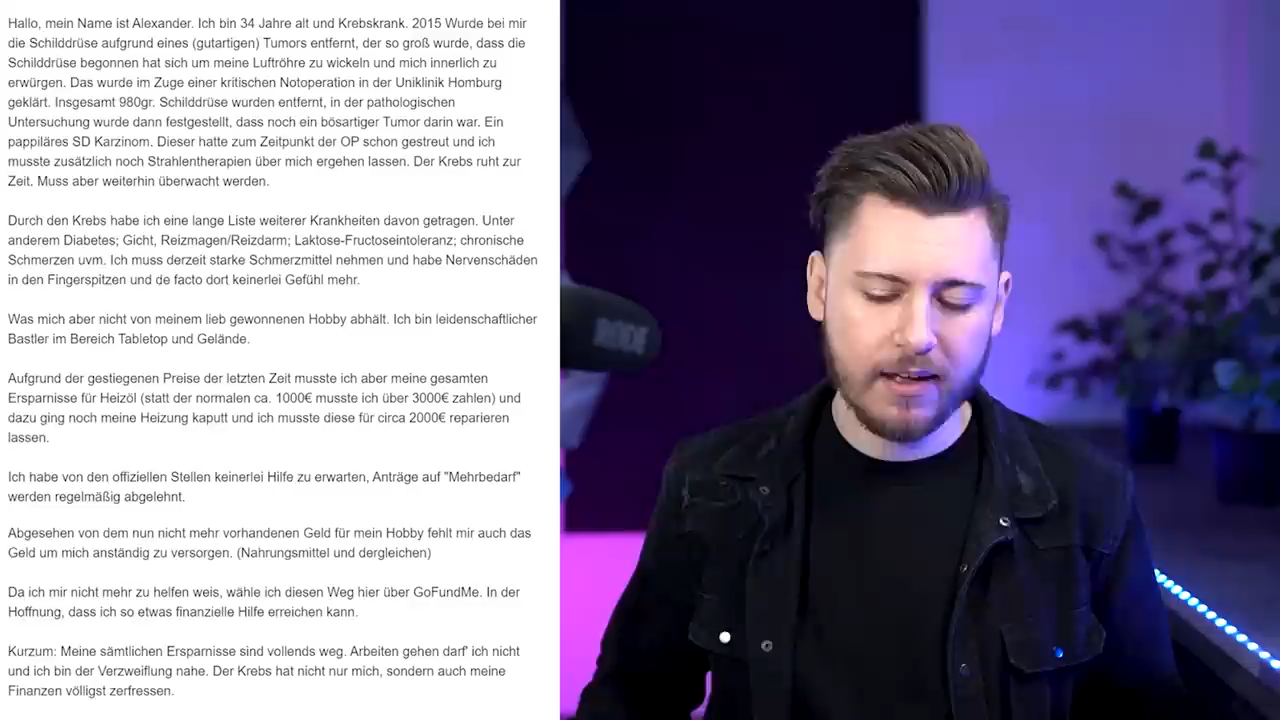 Hallo, mein Name ist Alexander. Ich bin 34 Jahre alt und Krebskrank. 2015 Wurde bei mir
die Schilddrüse aufgrund eines (gutartigen) Tumors entfernt, der so groß wurde, dass die
Schilddrüse begonnen hat sich um meine Luftröhre zu wickeln und mich innerlich zu
erwürgen. Das wurde im Zuge einer kritischen Notoperation in der Uniklinik Homburg
geklärt. Insgesamt 980gr. Schilddrüse wurden entfernt, in der pathologischen
Untersuchung wurde dann festgestellt, dass noch ein bösartiger Tumor darin war. Ein
pappiläres SD Karzinom. Dieser hatte zum Zeitpunkt der OP schon gestreut und ich
musste zusätzlich noch Strahlentherapien über mich ergehen lassen. Der Krebs ruht zur
Zeit. Muss aber weiterhin überwacht werden.
Durch den Krebs habe ich eine lange Liste weiterer Krankheiten davon getragen. Unter
anderem Diabetes; Gicht, Reizmagen/Reizdarm; Laktose-Fructoseintoleranz; chronische
Schmerzen uvm. Ich muss derzeit starke Schmerzmittel nehmen und habe Nervenschäden
in den Fingerspitzen und de facto dort keinerlei Gefühl mehr.
Was mich aber nicht von meinem lieb gewonnenen Hobby abhält. Ich bin leidenschaftlicher
Bastler im Bereich Tabletop und Gelände.
Aufgrund der gestiegenen Preise der letzten Zeit musste ich aber meine gesamten
Ersparnisse für Heizöl (statt der normalen ca. 1000€ musste ich über 3000€ zahlen) und
dazu ging noch meine Heizung kaputt und ich musste diese für circa 2000€ reparieren
lassen.
Ich habe von den offiziellen Stellen keinerlei Hilfe zu erwarten, Anträge auf "Mehrbedarf"
werden regelmäßig abgelehnt.
Abgesehen von dem nun nicht mehr vorhandenen Geld für mein Hobby fehlt mir auch das
Geld um mich anständig zu versorgen. (Nahrungsmittel und dergleichen)
Da ich mir nicht mehr zu helfen weis, wähle ich diesen Weg hier über GoFundMe. In der
Hoffnung, dass ich so etwas finanzielle Hilfe erreichen kann.
Kurzum: Meine sämtlichen Ersparnisse sind vollends weg. Arbeiten gehen darf' ich nicht
und ich bin der Verzweiflung nahe. Der Krebs hat nicht nur mich, sondern auch meine
Finanzen völligst zerfressen.
RODE